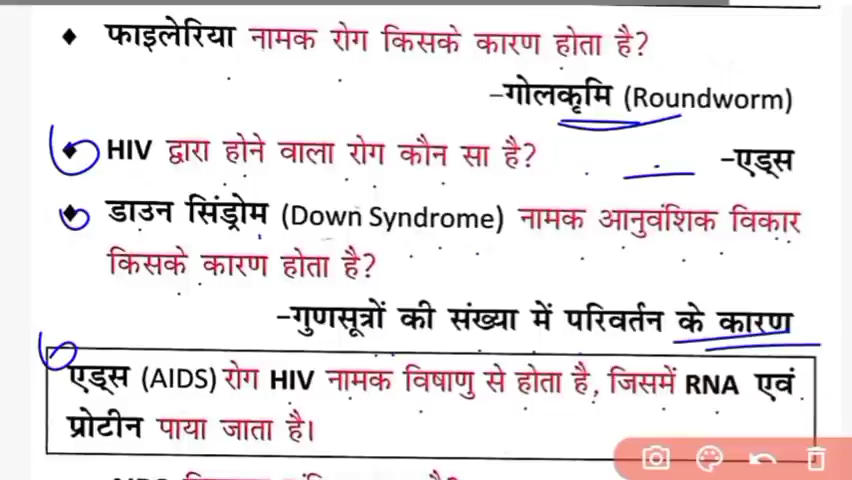 ♦ फाइलेरिया नामक रोग किसके कारण होता है?
–गोलकृमि (Roundworm)
♦ HIV द्वारा होने वाला रोग कौन सा है? –एड्स
♦ डाउन सिंड्रोम (Down Syndrome) नामक आनुवंशिक विकार
किसके कारण होता है?
–गुणसूत्रों की संख्या में परिवर्तन के कारण
एड्स (AIDS) रोग HIV नामक विषाणु से होता है, जिसमें RNA एवं
प्रोटीन पाया जाता है।